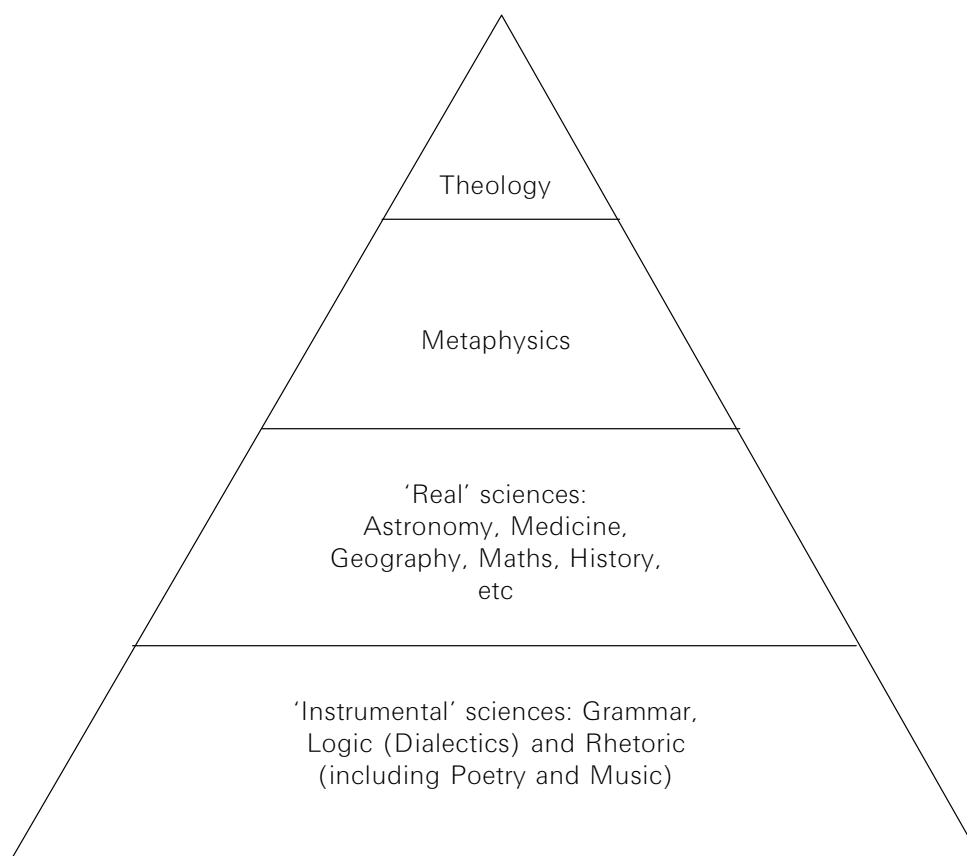 Theology
Metaphysics
‘Real’ sciences:
Astronomy, Medicine,
Geography, Maths, History,
etc
‘Instrumental’ sciences: Grammar,
Logic (Dialectics) and Rhetoric
(including Poetry and Music)